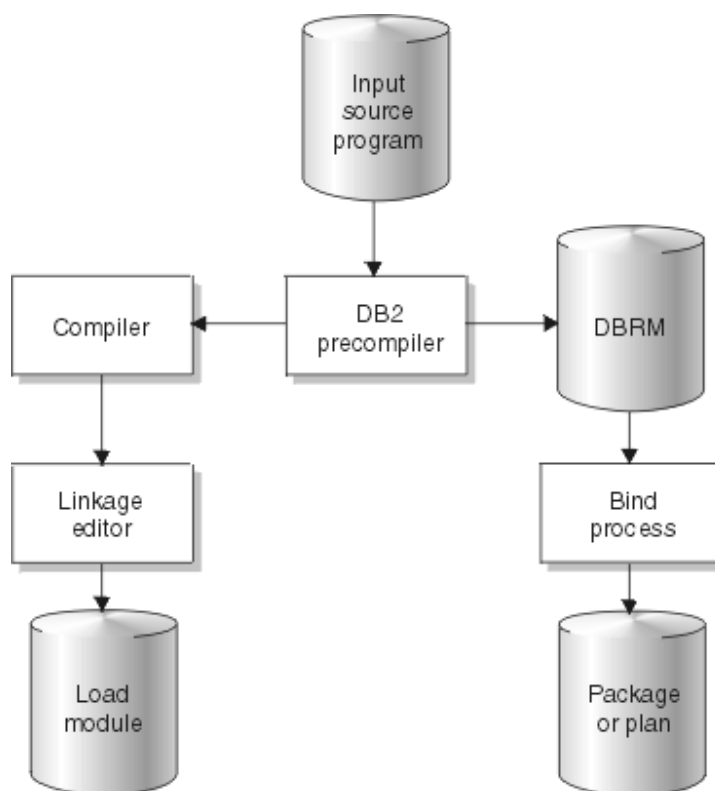 Input
source
program
Compiler
DB2
precompiler
DBRM
Linkage
editor
Bind
process
Load
module
Package
or plan